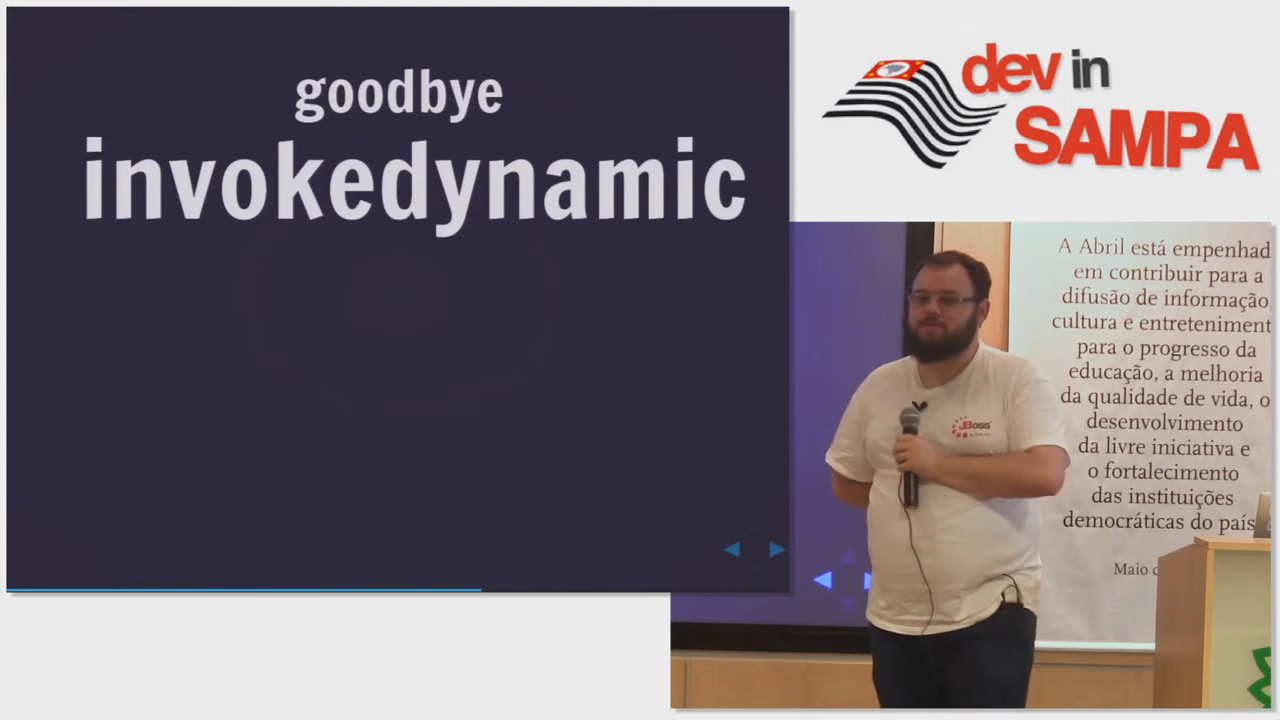 goodbye
invokedynamic
dev in
SAMPA
A Abril está empenhad
em contribuir para a
difusão de informação
cultura e entreteniment
para o progresso da
educação, a melhoria
da qualidade de vida, o
desenvolvimento
da livre iniciativa e
o fortalecimento
das instituições
democráticas do país
Maio
JBoss